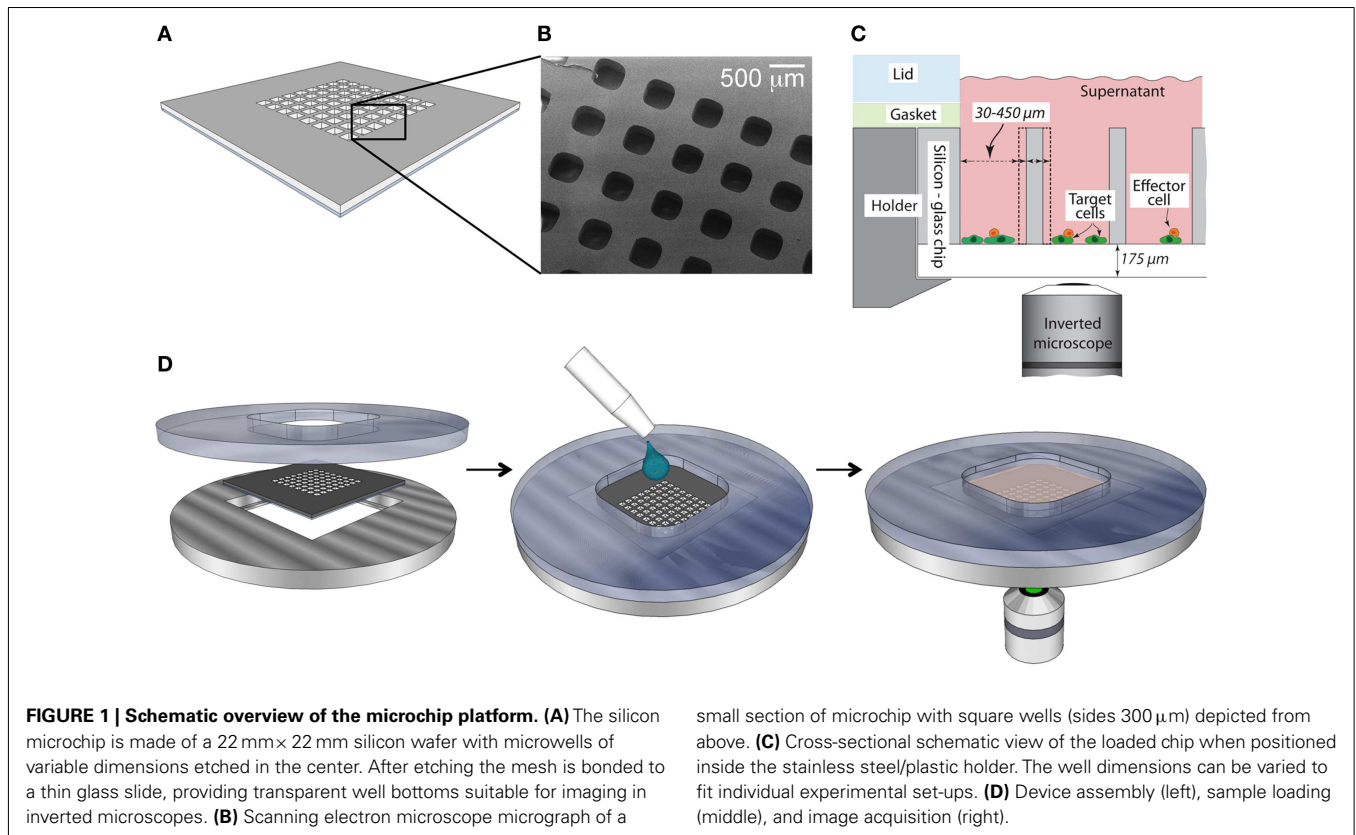 A
B
C
500 μm
Lid
Gasket
Supernatant
30-450 μm
Silicon - glass chip
Holder
Target
cells
Effector
cell
175 μm
Inverted
microscope
D
FIGURE 1 | Schematic overview of the microchip platform. (A) The silicon
microchip is made of a 22 mm × 22 mm silicon wafer with microwells of
variable dimensions etched in the center. After etching the mesh is bonded to
a thin glass slide, providing transparent well bottoms suitable for imaging in
inverted microscopes. (B) Scanning electron microscope micrograph of a
small section of microchip with square wells (sides 300 μm) depicted from
above. (C) Cross-sectional schematic view of the loaded chip when positioned
inside the stainless steel/plastic holder. The well dimensions can be varied to
fit individual experimental set-ups. (D) Device assembly (left), sample loading
(middle), and image acquisition (right).